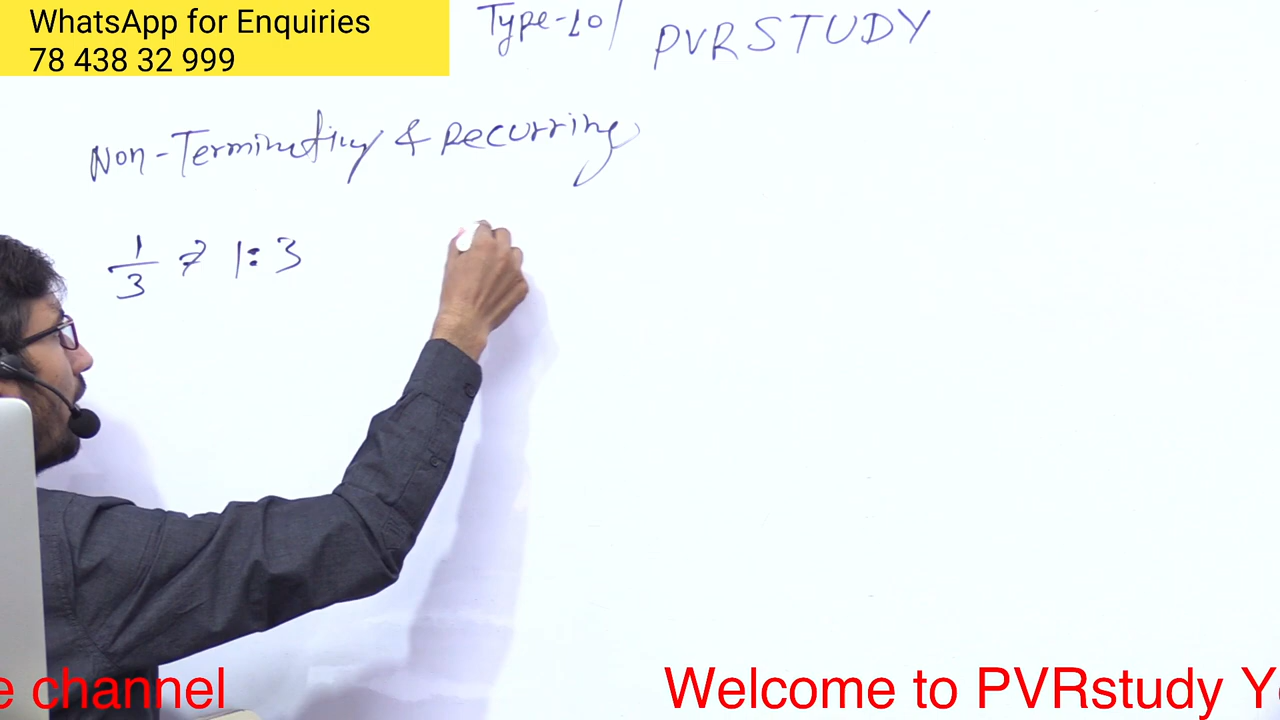 WhatsApp for Enquiries
78 438 32 999
Type-10
PVRSTUDY
Non-Terminating & Recurring
1/3 ⇒ 1:3
e channel
Welcome to PVRstudy Yo